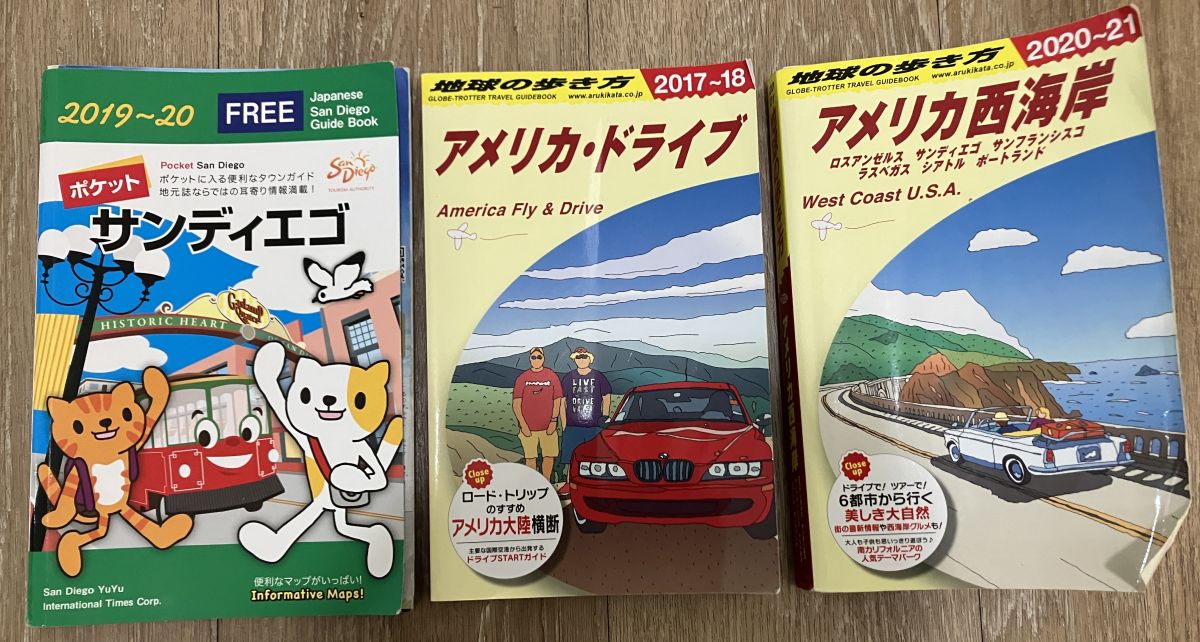 2019~20
FREE
Japanese
San Diego
Guide Book
ポケット
Pocket San Diego
ポケットに入る便利なタウンガイド
地元誌ならではの耳寄り情報満載！
San Diego
TOURISM AUTHORITY
サンディエゴ
Gaslamp
HISTORIC HEART
San Diego YuYu
International Times Corp.
便利なマップがいっぱい!
Informative Maps!
地球の歩き方
2017~18
GLOBE-TROTTER TRAVEL GUIDEBOOK www.arukikata.co.jp
アメリカ・ドライブ
America Fly & Drive
LIVE
FAST
DRIVE
Close up
ロード・トリップ
のすすめ
アメリカ大陸横断
主要な国際空港から出発する
ドライブSTARTガイド
地球の歩き方
2020~21
GLOBE-TROTTER TRAVEL GUIDEBOOK www.arukikata.co.jp
アメリカ西海岸
ロスアンゼルス サンディエゴ サンフランシスコ
ラスベガス シアトル ポートランド
West Coast U.S.A.
Close up
ドライブで! ツアーで!
6都市から行く
美しき大自然
街の最新情報や西海岸グルメも!
大人も子供も思いっきり遊ぼう♪
南カリフォルニアの
人気テーマパーク